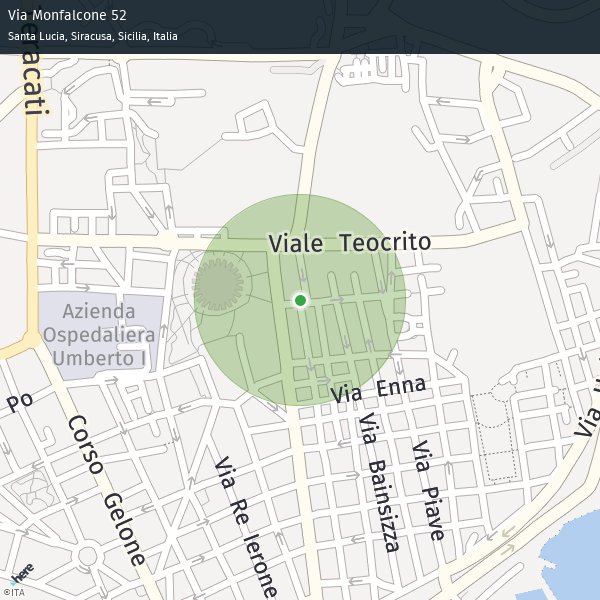 Via Monfalcone 52
Santa Lucia, Siracusa, Sicilia, Italia
Teracati
Viale Teocrito
Azienda
Ospedaliera
Umberto I
Po
Via Enna
Corso Gelone
Via Re Ierone
Via Bainsizza
Via Piave
Via
here
©ITA